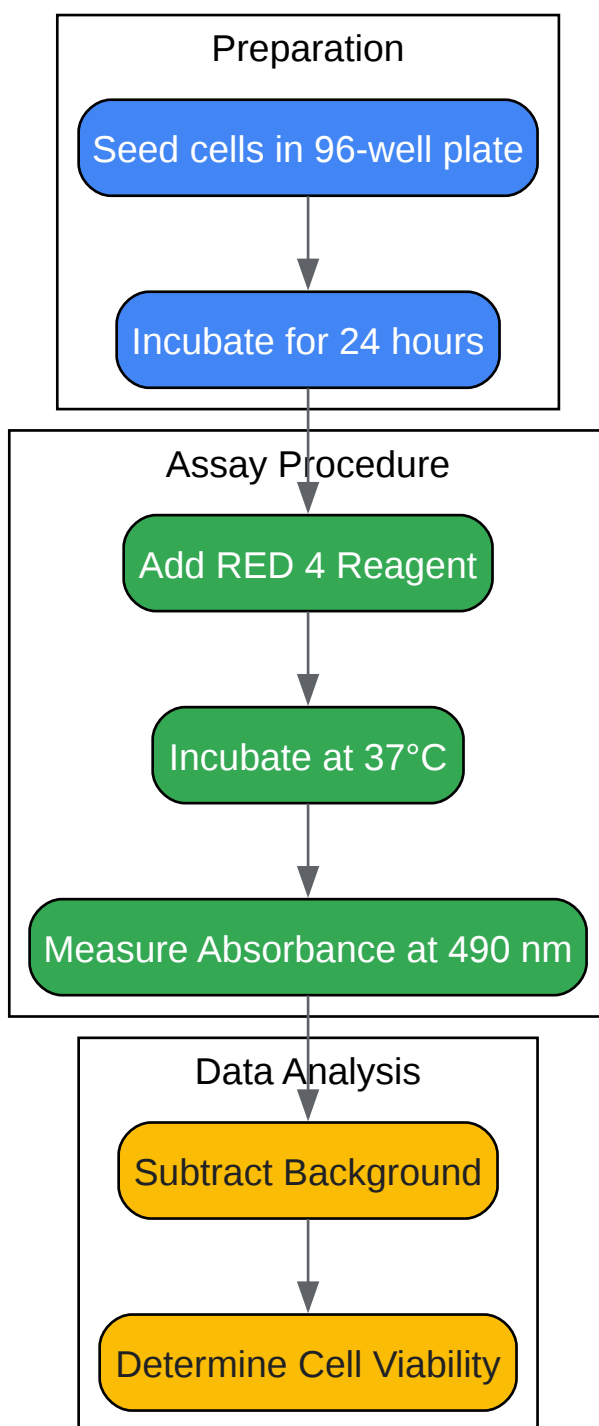 Preparation
Seed cells in 96-well plate
Incubate for 24 hours
Assay Procedure
Add RED 4 Reagent
Incubate at 37°C
Measure Absorbance at 490 nm
Data Analysis
Subtract Background
Determine Cell Viability